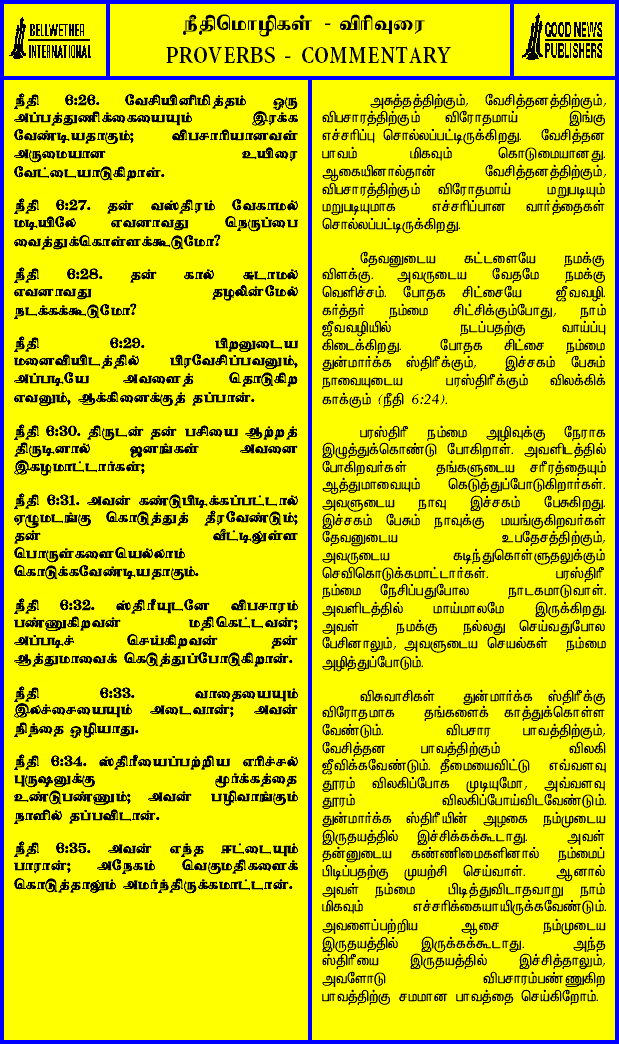 BELLWETHER
INTERNATIONAL
நீதிமொழிகள் - விரிவுரை
PROVERBS - COMMENTARY
GOOD NEWS
PUBLISHERS
நீதி 6:26. வேசியினிமித்தம் ஒரு
அப்பத்துணிக்கையையும் இரக்க
வேண்டியதாகும்; விபசாரியானவள்
அருமையான உயிரை
வேட்டையாடுகிறாள்.
நீதி 6:27. தன் வஸ்திரம் வேகாமல்
மடியிலே எவனாவது நெருப்பை
வைத்துக்கொள்ளக்கூடுமோ?
நீதி 6:28. தன் கால் சுடாமல்
எவனாவது தழலின்மேல்
நடக்கக்கூடுமோ?
நீதி 6:29. பிறனுடைய
மனைவியிடத்தில் பிரவேசிப்பவனும்,
அப்படியே அவளைத் தொடுகிற
எவனும், ஆக்கினைக்குத் தப்பான்.
நீதி 6:30. திருடன் தன் பசியை ஆற்றத்
திருடினால் ஜனங்கள் அவனை
இகழமாட்டார்கள்;
நீதி 6:31. அவன் கண்டுபிடிக்கப்பட்டால்
ஏழுமடங்கு கொடுத்துத் தீரவேண்டும்;
தன் வீட்டிலுள்ள
பொருள்களையெல்லாம்
கொடுக்கவேண்டியதாகும்.
நீதி 6:32. ஸ்திரீயுடனே விபசாரம்
பண்ணுகிறவன் மதிகெட்டவன்;
அப்படிச் செய்கிறவன் தன்
ஆத்துமாவைக் கெடுத்துப்போடுகிறான்.
நீதி 6:33. வாதையையும்
இலச்சையையும் அடைவான்; அவன்
நிந்தை ஒழியாது.
நீதி 6:34. ஸ்திரீயைப்பற்றிய எரிச்சல்
புருஷனுக்கு மூர்க்கத்தை
உண்டுபண்ணும்; அவன் பழிவாங்கும்
நாளில் தப்பவிடான்.
நீதி 6:35. அவன் எந்த ஈட்டையும்
பாரான்; அநேகம் வெகுமதிகளைக்
கொடுத்தாலும் அமர்ந்திருக்கமாட்டான்.
அசுத்தத்திற்கும், வேசித்தனத்திற்கும்,
விபசாரத்திற்கும் விரோதமாய் இங்கு
எச்சரிப்பு சொல்லப்பட்டிருக்கிறது. வேசித்தன
பாவம் மிகவும் கொடுமையானது.
ஆகையினால்தான் வேசித்தனத்திற்கும்,
விபசாரத்திற்கும் விரோதமாய் மறுபடியும்
மறுபடியுமாக எச்சரிப்பான வார்த்தைகள்
சொல்லப்பட்டிருக்கிறது.
தேவனுடைய கட்டளையே நமக்கு
விளக்கு. அவருடைய வேதமே நமக்கு
வெளிச்சம். போதக சிட்சையே ஜீவவழி.
கர்த்தர் நம்மை சிட்சிக்கும்போது, நாம்
ஜீவவழியில் நடப்பதற்கு வாய்ப்பு
கிடைக்கிறது. போதக சிட்சை நம்மை
துன்மார்க்க ஸ்திரீக்கும், இச்சகம் பேசும்
நாவையுடைய பரஸ்திரீக்கும் விலக்கிக்
காக்கும் (நீதி 6:24).
பரஸ்திரீ நம்மை அழிவுக்கு நேராக
இழுத்துக்கொண்டு போகிறாள். அவளிடத்தில்
போகிறவர்கள் தங்களுடைய சரீரத்தையும்
ஆத்துமாவையும் கெடுத்துப்போடுகிறார்கள்.
அவளுடைய நாவு இச்சகம் பேசுகிறது.
இச்சகம் பேசும் நாவுக்கு மயங்குகிறவர்கள்
தேவனுடைய உபதேசத்திற்கும்,
அவருடைய கடிந்துகொள்ளுதலுக்கும்
செவிகொடுக்கமாட்டார்கள். பரஸ்திரீ
நம்மை நேசிப்பதுபோல நாடகமாடுவாள்.
அவளிடத்தில் மாய்மாலமே இருக்கிறது.
அவள் நமக்கு நல்லது செய்வதுபோல
பேசினாலும், அவளுடைய செயல்கள் நம்மை
அழித்துப்போடும்.
விசுவாசிகள் துன்மார்க்க ஸ்திரீக்கு
விரோதமாக தங்களைக் காத்துக்கொள்ள
வேண்டும். விபசார பாவத்திற்கும்,
வேசித்தன பாவத்திற்கும் விலகி
ஜீவிக்கவேண்டும். தீமையைவிட்டு எவ்வளவு
தூரம் விலகிப்போக முடியுமோ, அவ்வளவு
தூரம் விலகிப்போய்விடவேண்டும்.
துன்மார்க்க ஸ்திரீயின் அழகை நம்முடைய
இருதயத்தில் இச்சிக்கக்கூடாது. அவள்
தன்னுடைய கண்ணிமைகளினால் நம்மைப்
பிடிப்பதற்கு முயற்சி செய்வாள். ஆனால்
அவள் நம்மை பிடித்துவிடாதவாறு நாம்
மிகவும் எச்சரிக்கையாயிருக்கவேண்டும்.
அவளைப்பற்றிய ஆசை நம்முடைய
இருதயத்தில் இருக்கக்கூடாது. அந்த
ஸ்திரீயை இருதயத்தில் இச்சித்தாலும்,
அவளோடு விபசாரம்பண்ணுகிற
பாவத்திற்கு சமமான பாவத்தை செய்கிறோம்.